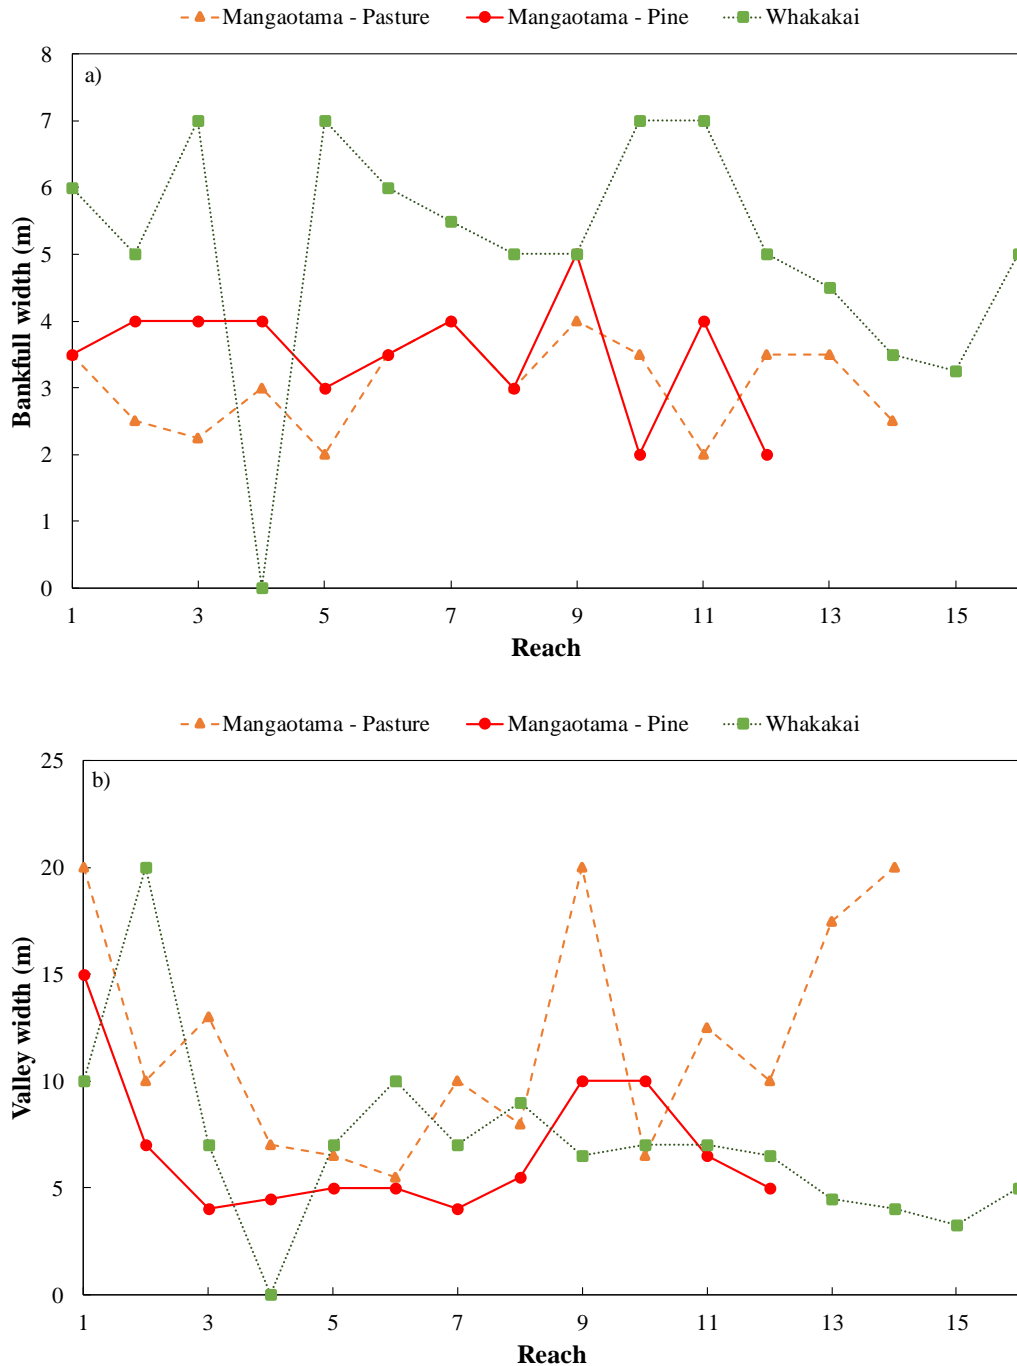 Mangaotama - Pasture Mangaotama - Pine Whakakai
a)
8
7
6
5
4
3
2
1
0
Bankfull width (m)
1 3 5 7 9 11 13 15
Reach
Mangaotama - Pasture Mangaotama - Pine Whakakai
b)
25
20
15
10
5
0
Valley width (m)
1 3 5 7 9 11 13 15
Reach